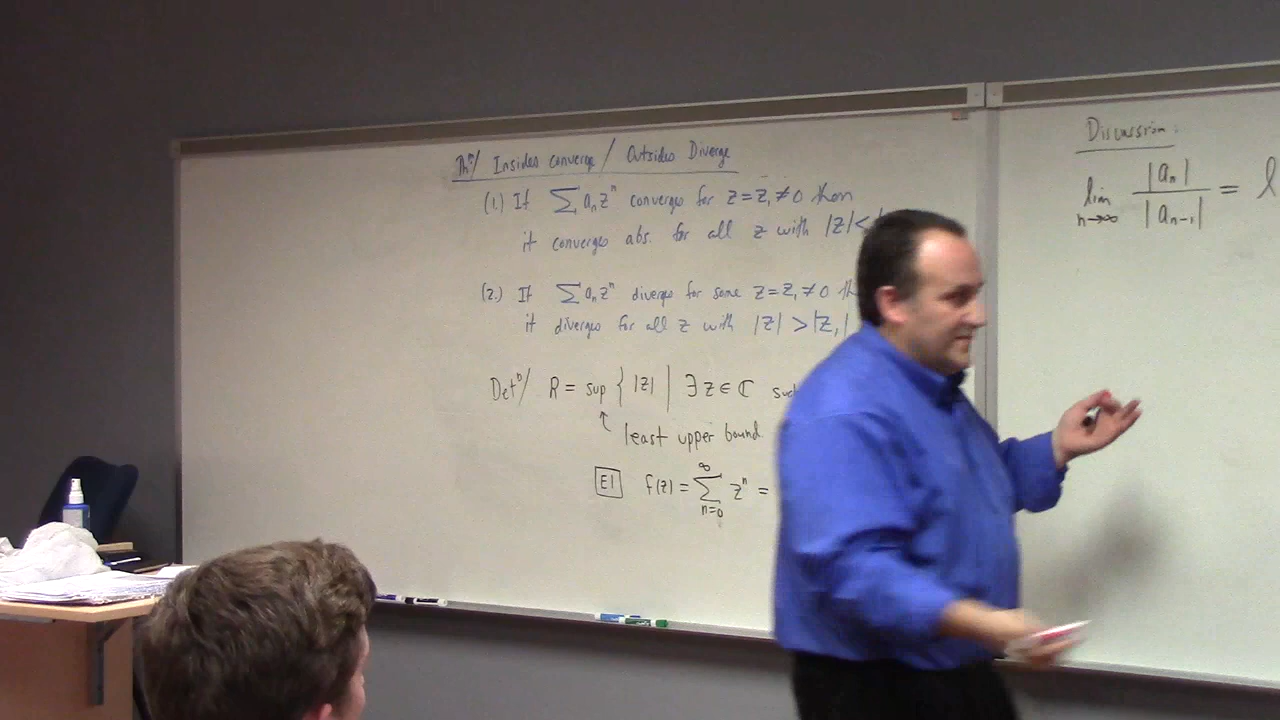 Thⁿ/ Insides converge / Outsides Diverge
(1.) If ∑ aₙzⁿ converges for z = z₁ ≠ 0 then
it converges abs. for all z with |z| <
(2.) If ∑ aₙzⁿ diverges for some z = z₁ ≠ 0
it diverges for all z with |z| > |z₁|
Defⁿ/ R = sup { |z| | ∃ z ∈ ℂ
↑ least upper bound
E1 f(z) = ∑_{n=0}^{∞} zⁿ =
Discussion:
lim_{n→∞} |aₙ| / |aₙ₋₁| = l